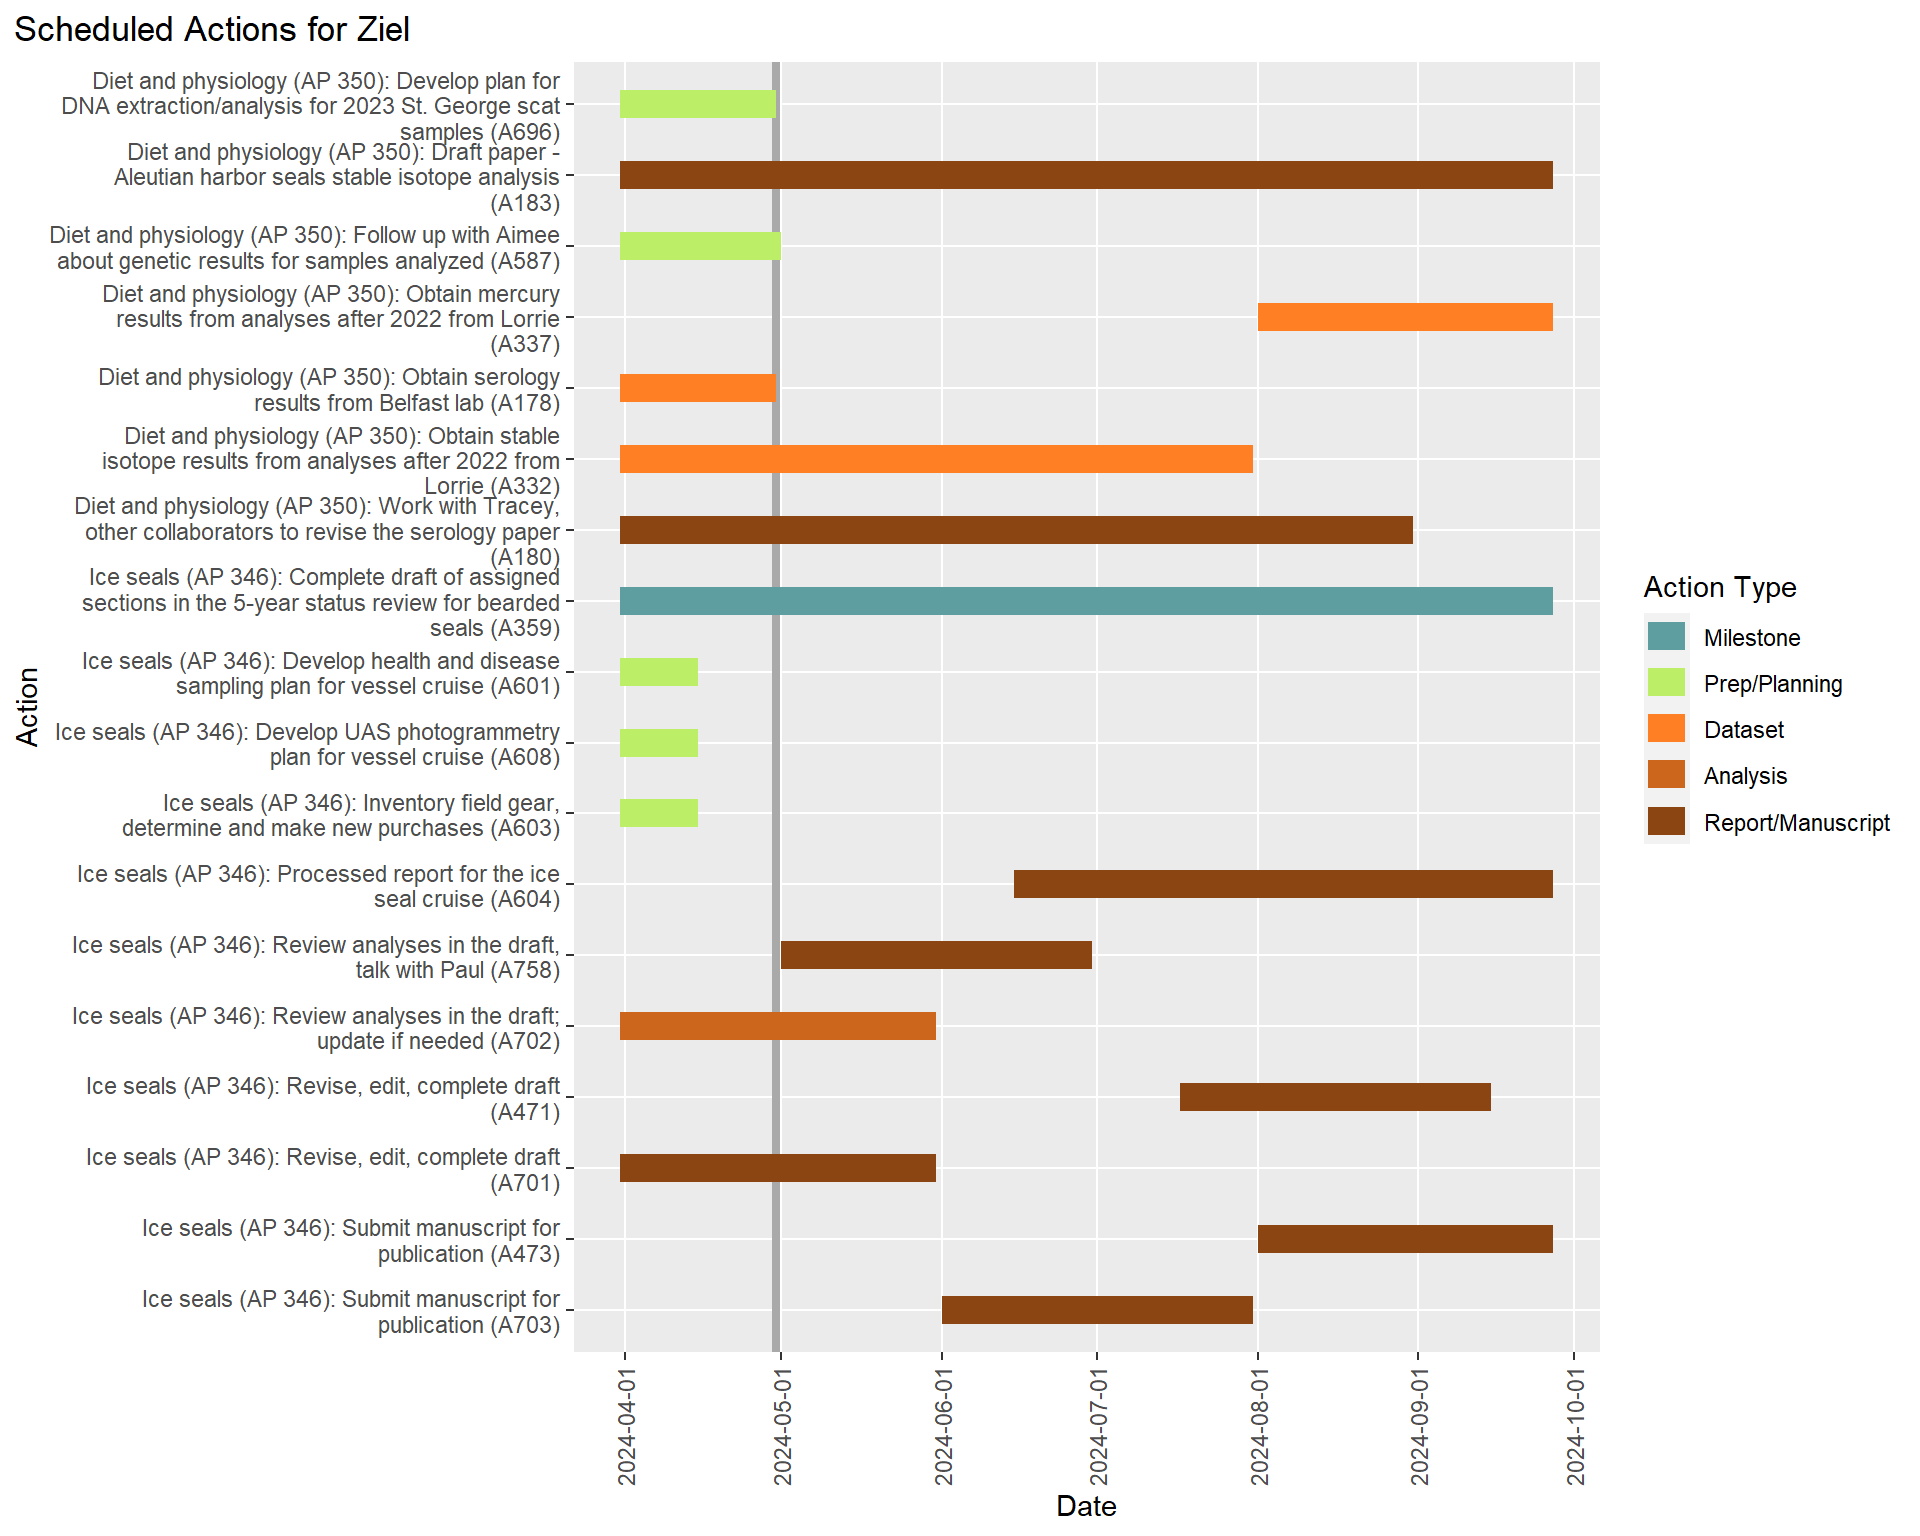 Scheduled Actions for Ziel
Diet and physiology (AP 350): Develop plan for
DNA extraction/analysis for 2023 St. George scat
samples (A696)
Diet and physiology (AP 350): Draft paper -
Aleutian harbor seals stable isotope analysis
(A183)
Diet and physiology (AP 350): Follow up with Aimee
about genetic results for samples analyzed (A587)
Diet and physiology (AP 350): Obtain mercury
results from analyses after 2022 from Lorrie
(A337)
Diet and physiology (AP 350): Obtain serology
results from Belfast lab (A178)
Diet and physiology (AP 350): Obtain stable
isotope results from analyses after 2022 from
Lorrie (A332)
Diet and physiology (AP 350): Work with Tracey,
other collaborators to revise the serology paper
(A180)
Ice seals (AP 346): Complete draft of assigned
sections in the 5-year status review for bearded
seals (A359)
Ice seals (AP 346): Develop health and disease
sampling plan for vessel cruise (A601)
Ice seals (AP 346): Develop UAS photogrammetry
plan for vessel cruise (A608)
Ice seals (AP 346): Inventory field gear,
determine and make new purchases (A603)
Ice seals (AP 346): Processed report for the ice
seal cruise (A604)
Ice seals (AP 346): Review analyses in the draft,
talk with Paul (A758)
Ice seals (AP 346): Review analyses in the draft;
update if needed (A702)
Ice seals (AP 346): Revise, edit, complete draft
(A471)
Ice seals (AP 346): Revise, edit, complete draft
(A701)
Ice seals (AP 346): Submit manuscript for
publication (A473)
Ice seals (AP 346): Submit manuscript for
publication (A703)
Action
2024-04-01
2024-05-01
2024-06-01
2024-07-01
2024-08-01
2024-09-01
2024-10-01
Date
Action Type
Milestone
Prep/Planning
Dataset
Analysis
Report/Manuscript